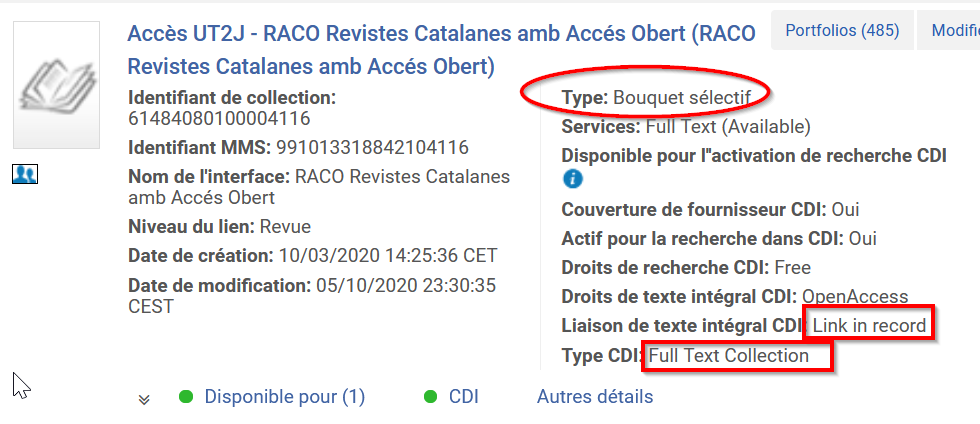 Accès UT2J - RACO Revistes Catalanes amb Accés Obert (RACO
Revistes Catalanes amb Accés Obert)
Portfolios (485)
Modifie
Identifiant de collection:
61484080100004116
Identifiant MMS: 991013318842104116
Nom de l'interface: RACO Revistes Catalanes
amb Accés Obert
Niveau du lien: Revue
Date de création: 10/03/2020 14:25:36 CET
Date de modification: 05/10/2020 23:30:35
CEST
Type: Bouquet sélectif
Services: Full Text (Available)
Disponible pour l''activation de recherche CDI
i
Couverture de fournisseur CDI: Oui
Actif pour la recherche dans CDI: Oui
Droits de recherche CDI: Free
Droits de texte intégral CDI: OpenAccess
Liaison de texte intégral CDI: Link in record
Type CDI: Full Text Collection
Disponible pour (1)
CDI
Autres détails